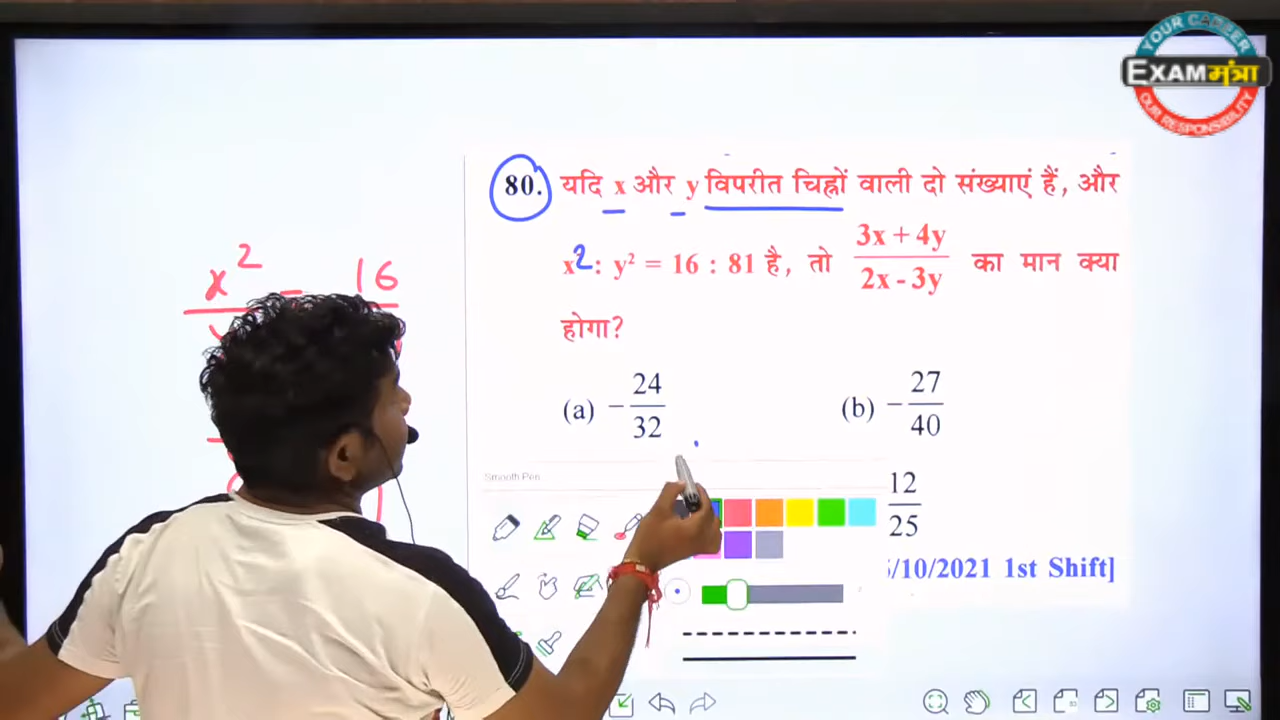 YOUR CAREER
EXAMमंत्रा
OUR RESPONSIBILITY
80. यदि x और y विपरीत चिह्नों वाली दो संख्याएं हैं, और
x2 : y² = 16 : 81 है, तो 3x + 4y / 2x - 3y का मान क्या
होगा?
x2 = 16
(a) - 24/32 (b) - 27/40
Smooth Pen
12/25
/10/2021 1st Shift]